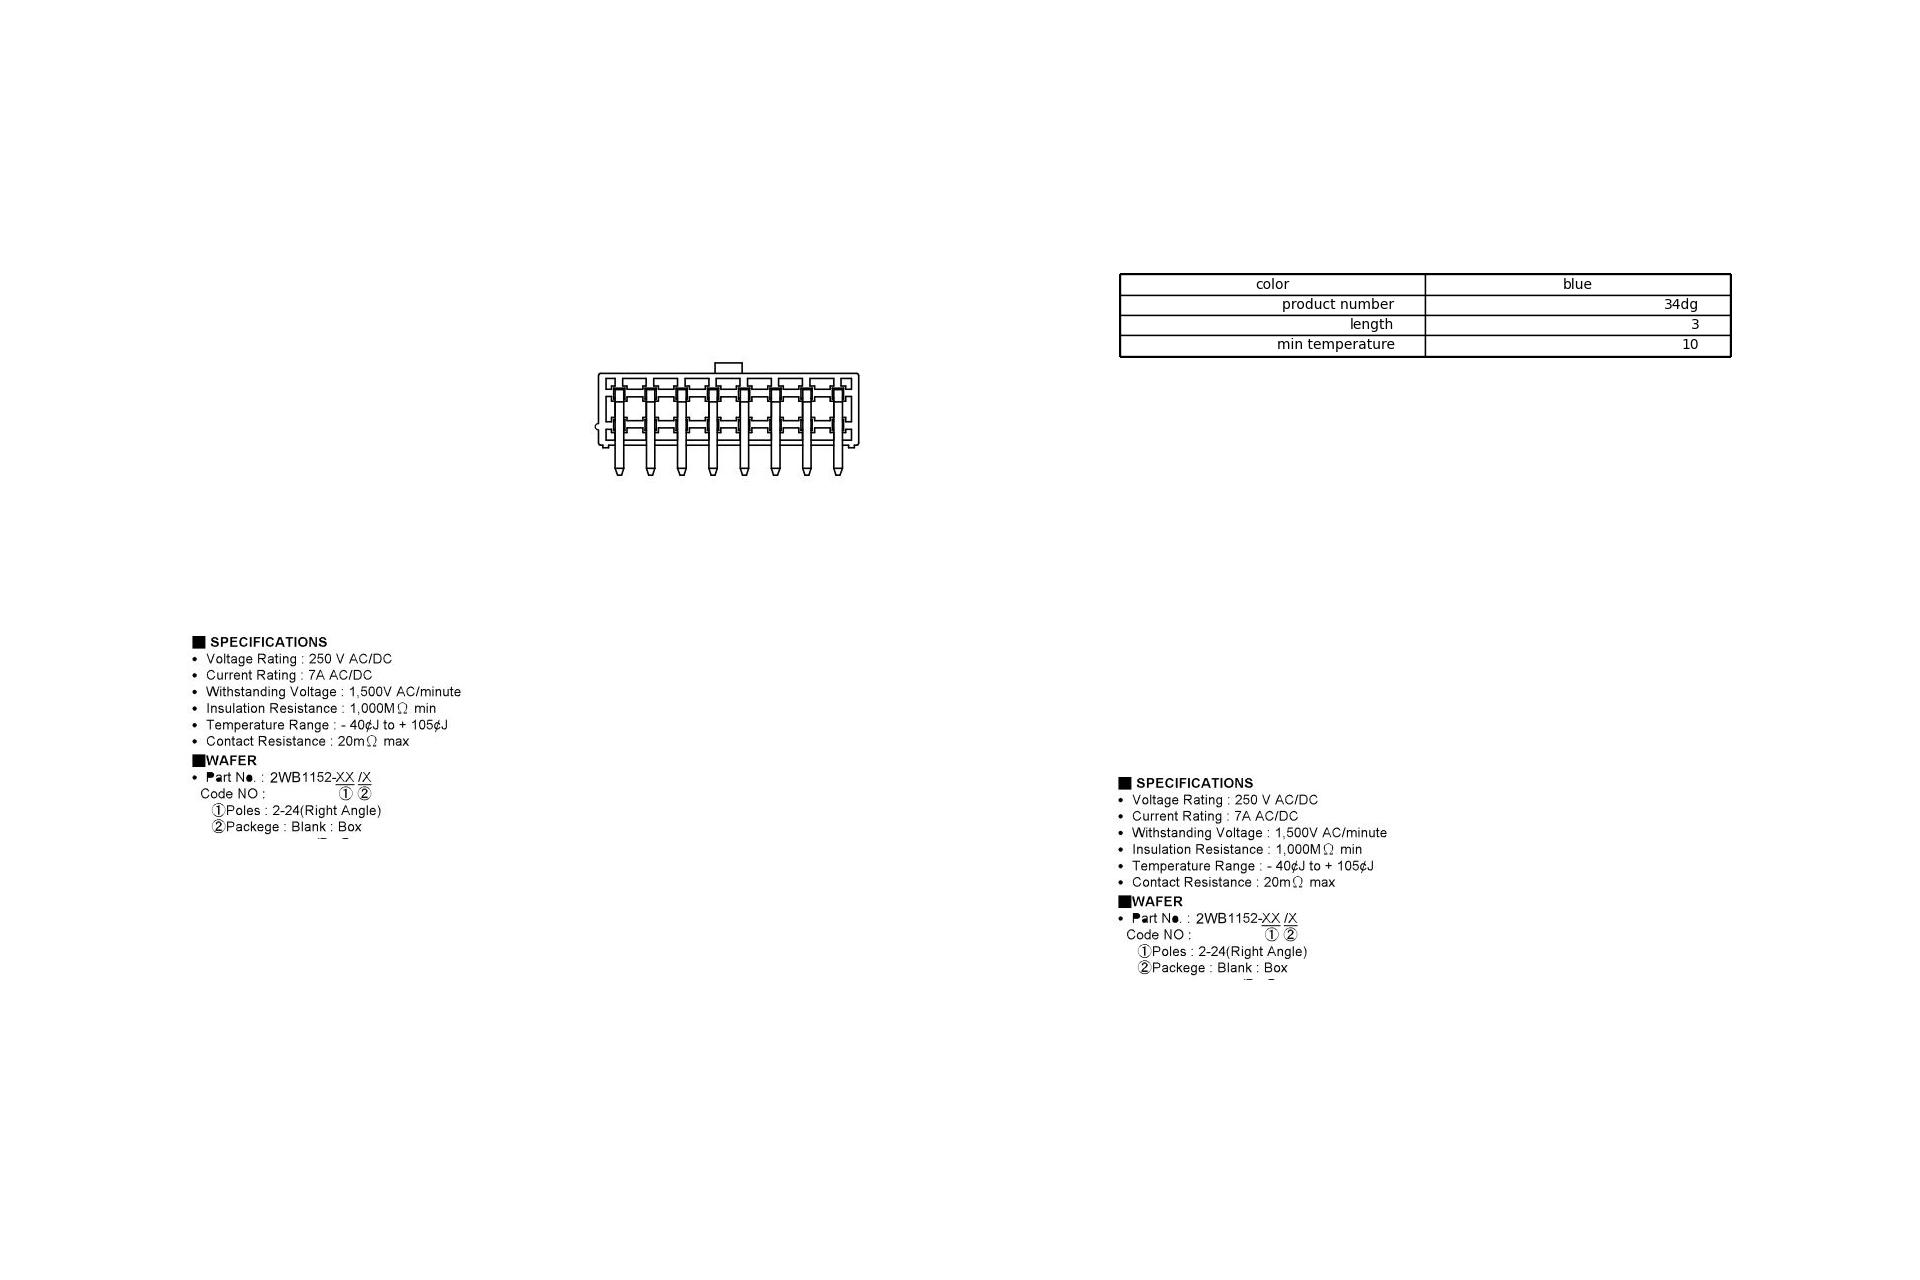 color blue
product number 34dg
length 3
min temperature 10
■ SPECIFICATIONS
• Voltage Rating : 250 V AC/DC
• Current Rating : 7A AC/DC
• Withstanding Voltage : 1,500V AC/minute
• Insulation Resistance : 1,000MΩ min
• Temperature Range : - 40¢J to + 105¢J
• Contact Resistance : 20mΩ max
■WAFER
• Part No. : 2WB1152-XX /X
Code NO : ① ②
①Poles : 2-24(Right Angle)
②Packege : Blank : Box
■ SPECIFICATIONS
• Voltage Rating : 250 V AC/DC
• Current Rating : 7A AC/DC
• Withstanding Voltage : 1,500V AC/minute
• Insulation Resistance : 1,000MΩ min
• Temperature Range : - 40¢J to + 105¢J
• Contact Resistance : 20mΩ max
■WAFER
• Part No. : 2WB1152-XX /X
Code NO : ① ②
①Poles : 2-24(Right Angle)
②Packege : Blank : Box